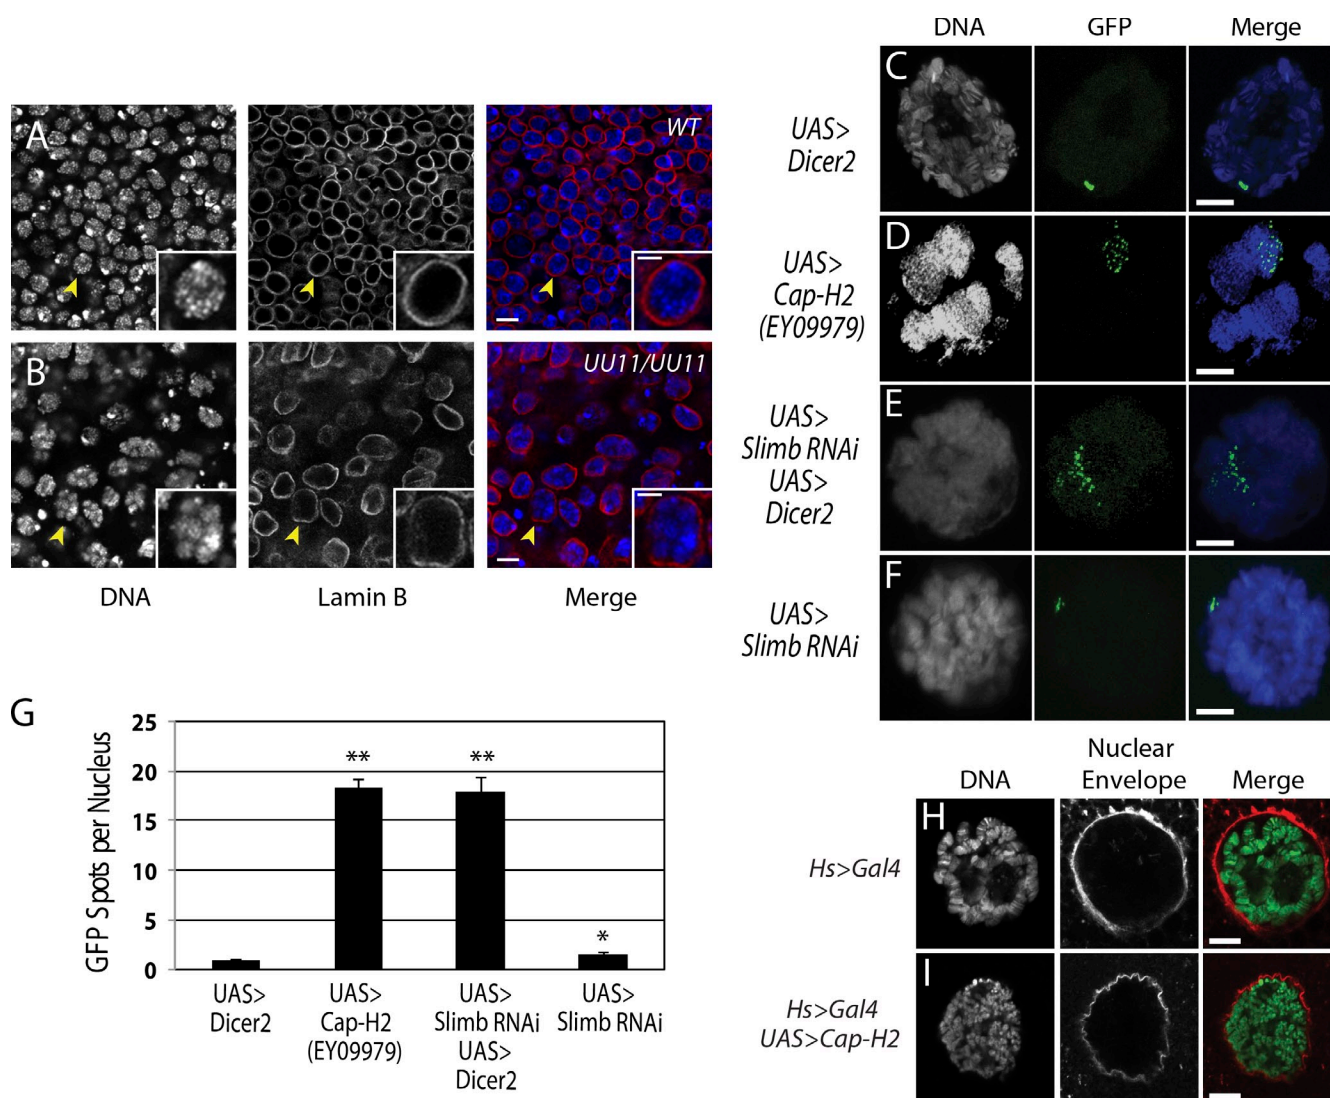 A
WT
B
UU11/UU11
DNA
Lamin B
Merge
DNA
GFP
Merge
UAS>
Dicer2
C
UAS>
Cap-H2
(EY09979)
D
UAS>
Slimb RNAi
UAS>
Dicer2
E
UAS>
Slimb RNAi
F
G
GFP Spots per Nucleus
25
20
15
10
5
0
**
**
*
UAS>
Dicer2
UAS>
Cap-H2
(EY09979)
UAS>
Slimb RNAi
UAS>
Dicer2
UAS>
Slimb RNAi
DNA
Nuclear
Envelope
Merge
Hs>Gal4
H
Hs>Gal4
UAS>Cap-H2
I